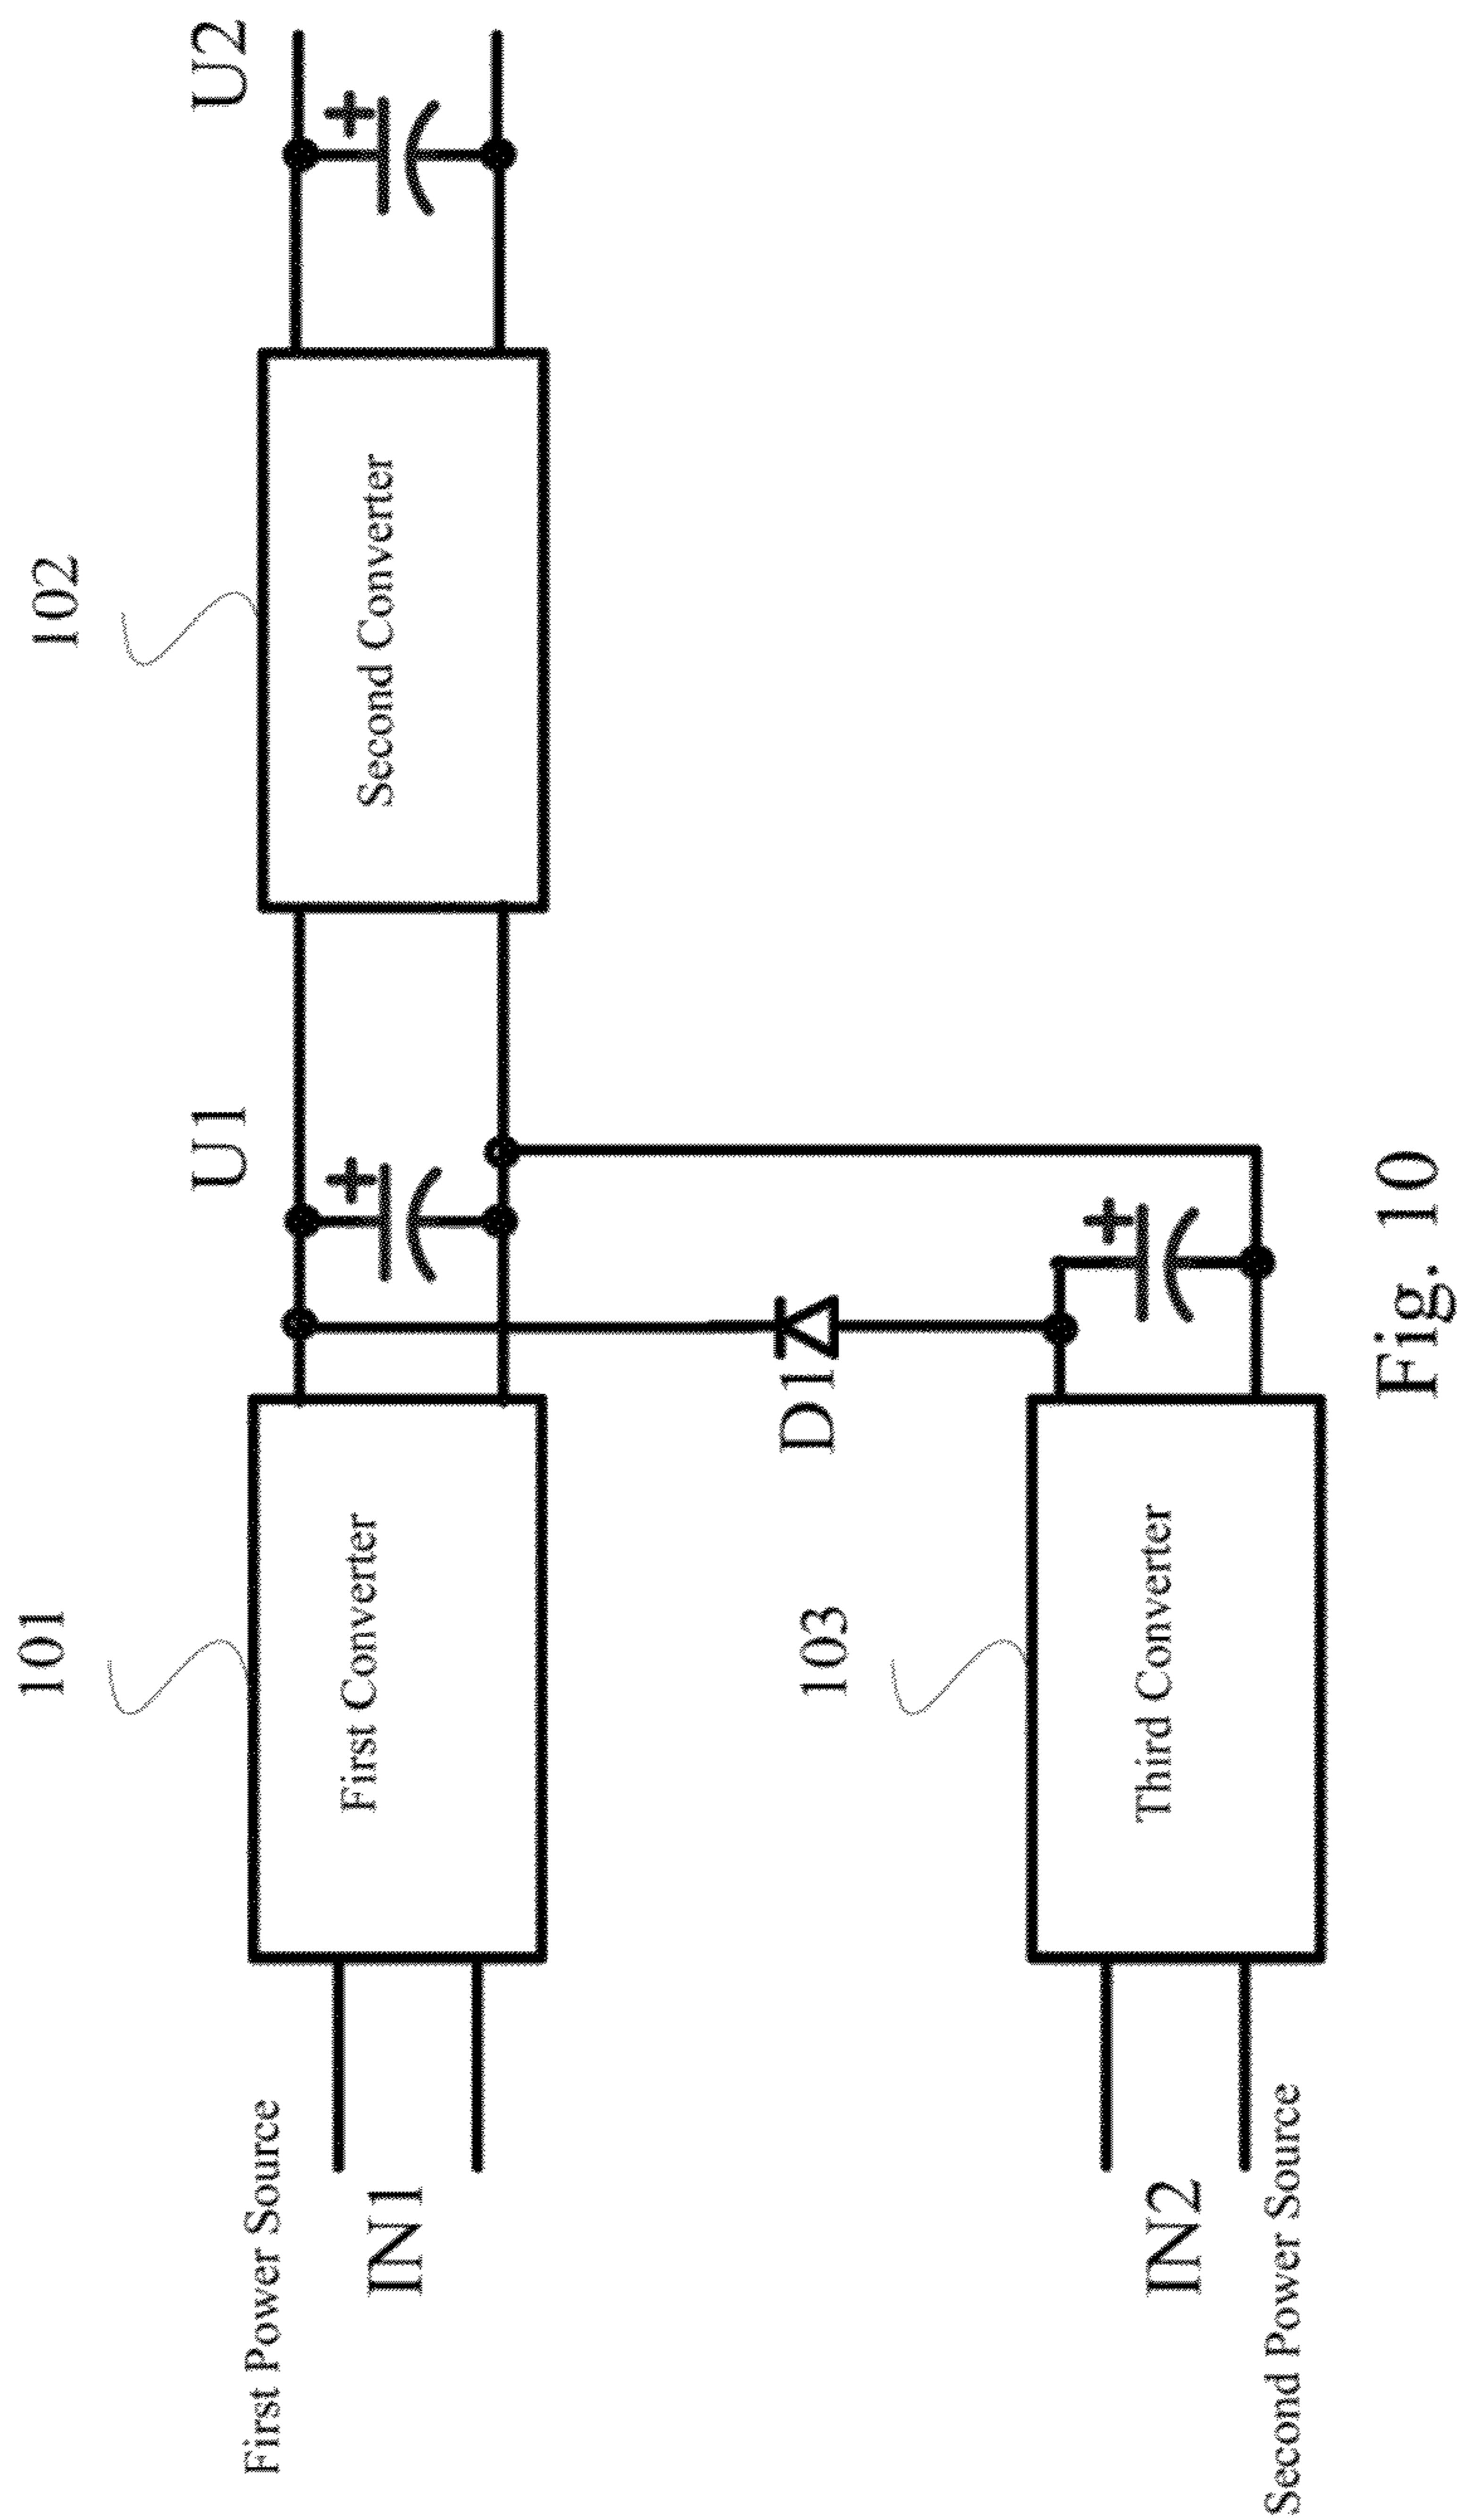 First Power Source
IN1
101
First Converter
U1
102
Second Converter
U2
+
+
D1
IN2
Second Power Source
103
Third Converter
+
Fig. 10